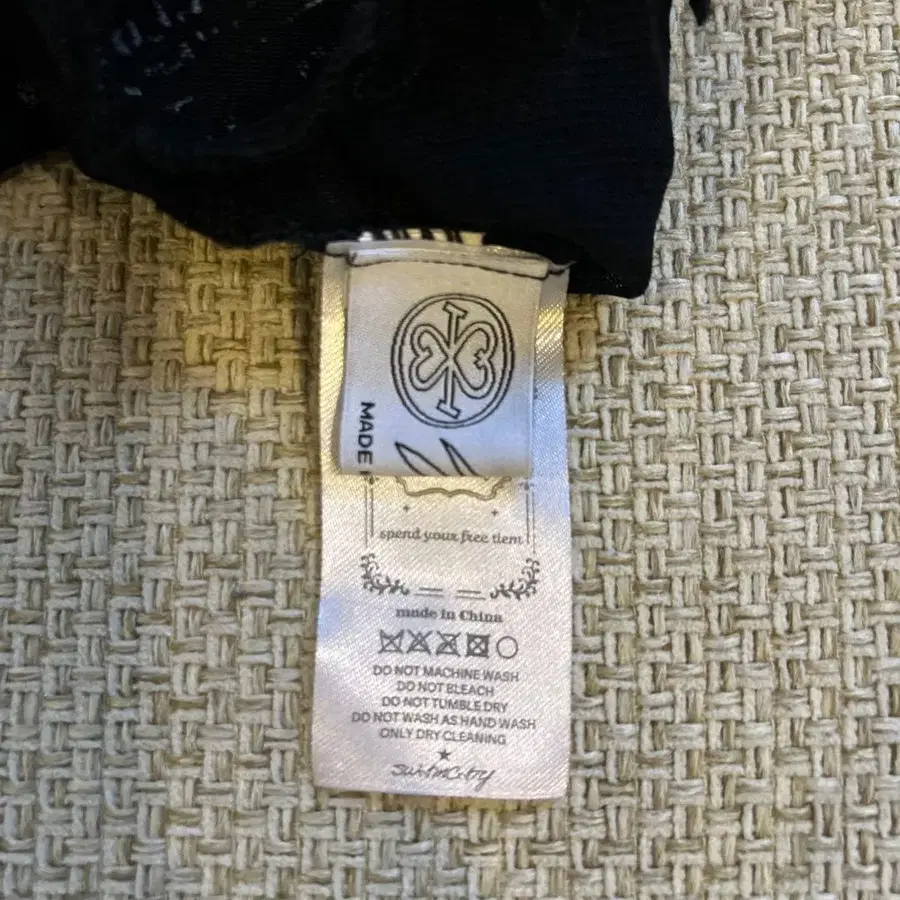 MADE
spend your free tiem
made in China
DO NOT MACHINE WASH
DO NOT BLEACH
DO NOT TUMBLE DRY
DO NOT WASH AS HAND WASH
ONLY DRY CLEANING